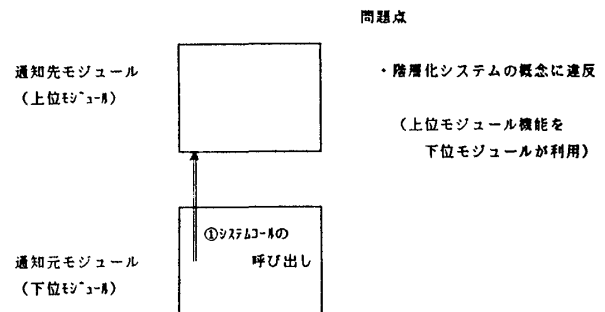 問題点
通知先モジュール
（上位ﾓｼﾞｭｰﾙ）
・階層化システムの概念に違反
（上位モジュール機能を
下位モジュールが利用）
①ｼｽﾃﾑｺｰﾙの
呼び出し
通知元モジュール
（下位ﾓｼﾞｭｰﾙ）